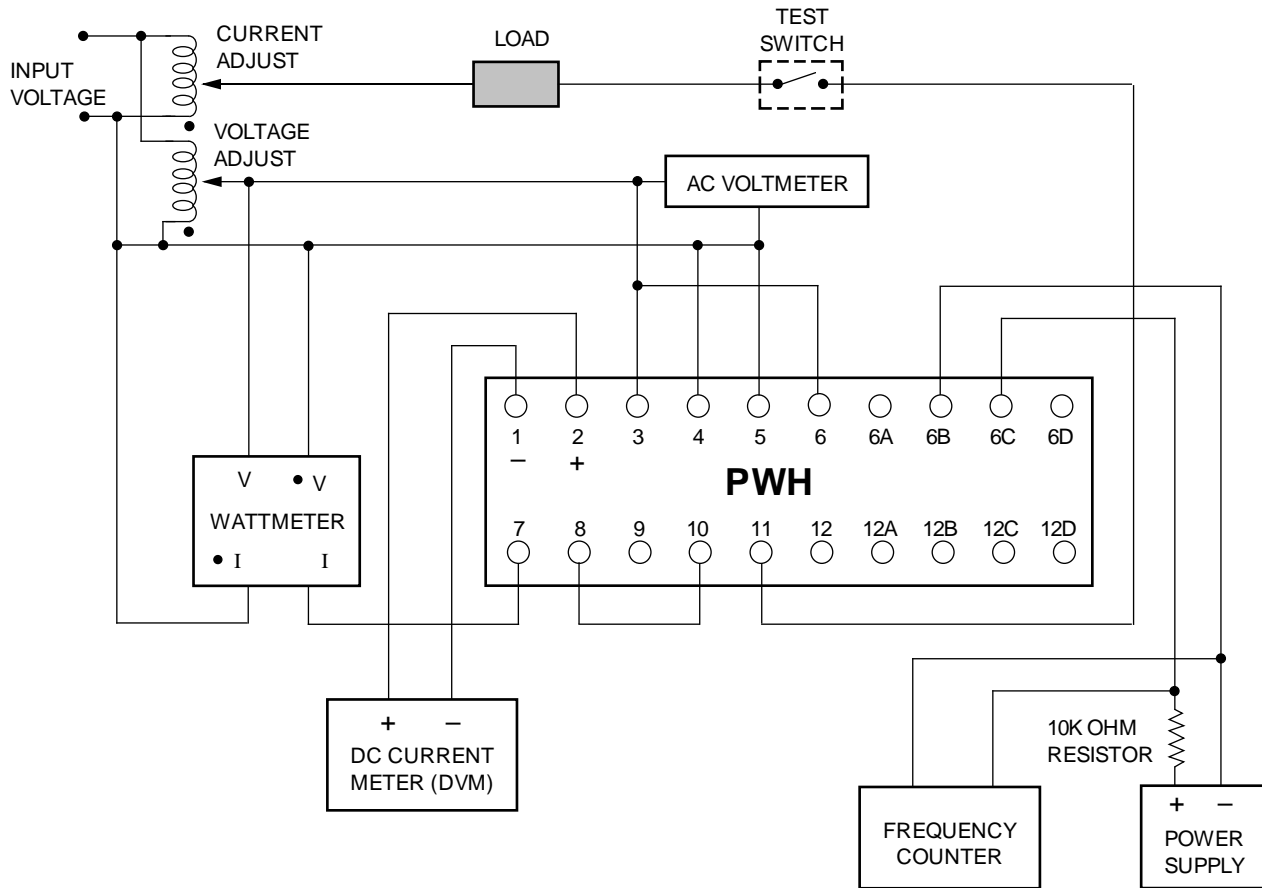 INPUT
VOLTAGE
CURRENT
ADJUST
LOAD
TEST
SWITCH
VOLTAGE
ADJUST
AC VOLTMETER
1 2 3 4 5 6 6A 6B 6C 6D
– +
PWH
7 8 9 10 11 12 12A 12B 12C 12D
V • V
WATTMETER
• I I
+ –
DC CURRENT
METER (DVM)
10K OHM
RESISTOR
FREQUENCY
COUNTER
+ –
POWER
SUPPLY